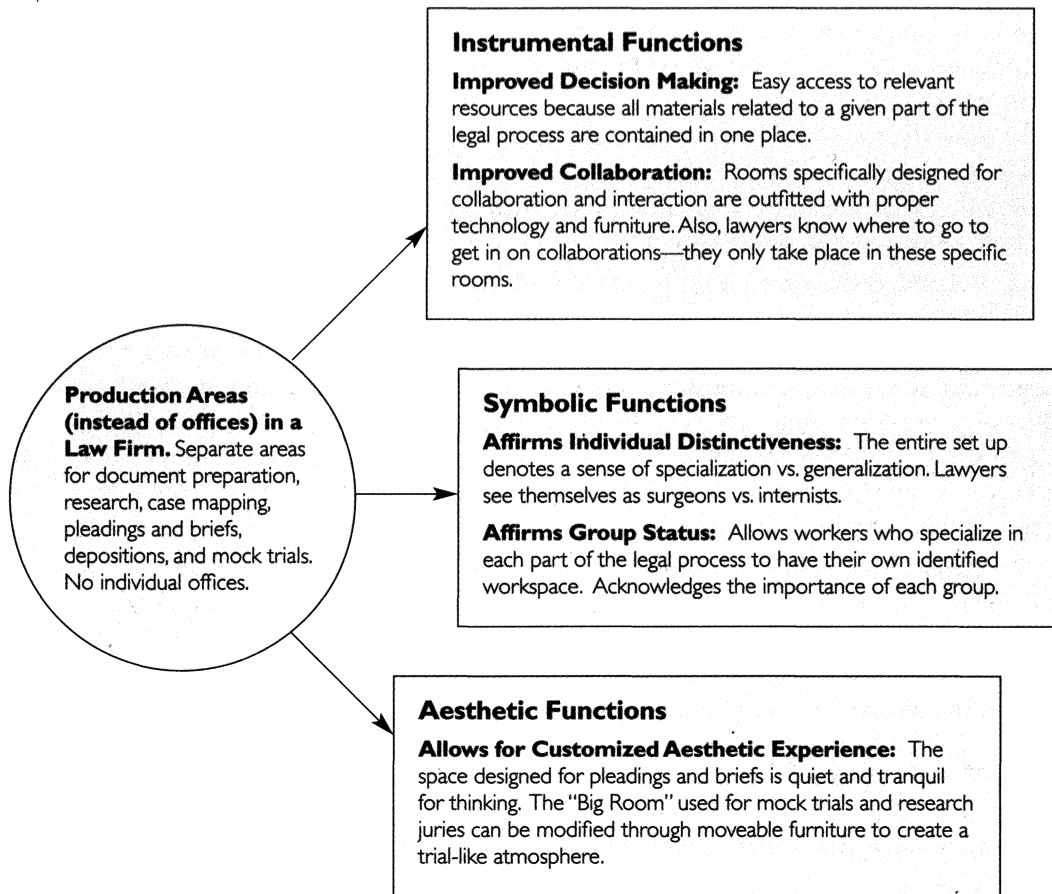 Instrumental Functions
Improved Decision Making: Easy access to relevant
resources because all materials related to a given part of the
legal process are contained in one place.
Improved Collaboration: Rooms specifically designed for
collaboration and interaction are outfitted with proper
technology and furniture. Also, lawyers know where to go to
get in on collaborations—they only take place in these specific
rooms.
Production Areas
(instead of offices) in a
Law Firm. Separate areas
for document preparation,
research, case mapping,
pleadings and briefs,
depositions, and mock trials.
No individual offices.
Symbolic Functions
Affirms Individual Distinctiveness: The entire set up
denotes a sense of specialization vs. generalization. Lawyers
see themselves as surgeons vs. internists.
Affirms Group Status: Allows workers who specialize in
each part of the legal process to have their own identified
workspace. Acknowledges the importance of each group.
Aesthetic Functions
Allows for Customized Aesthetic Experience: The
space designed for pleadings and briefs is quiet and tranquil
for thinking. The "Big Room" used for mock trials and research
juries can be modified through moveable furniture to create a
trial-like atmosphere.